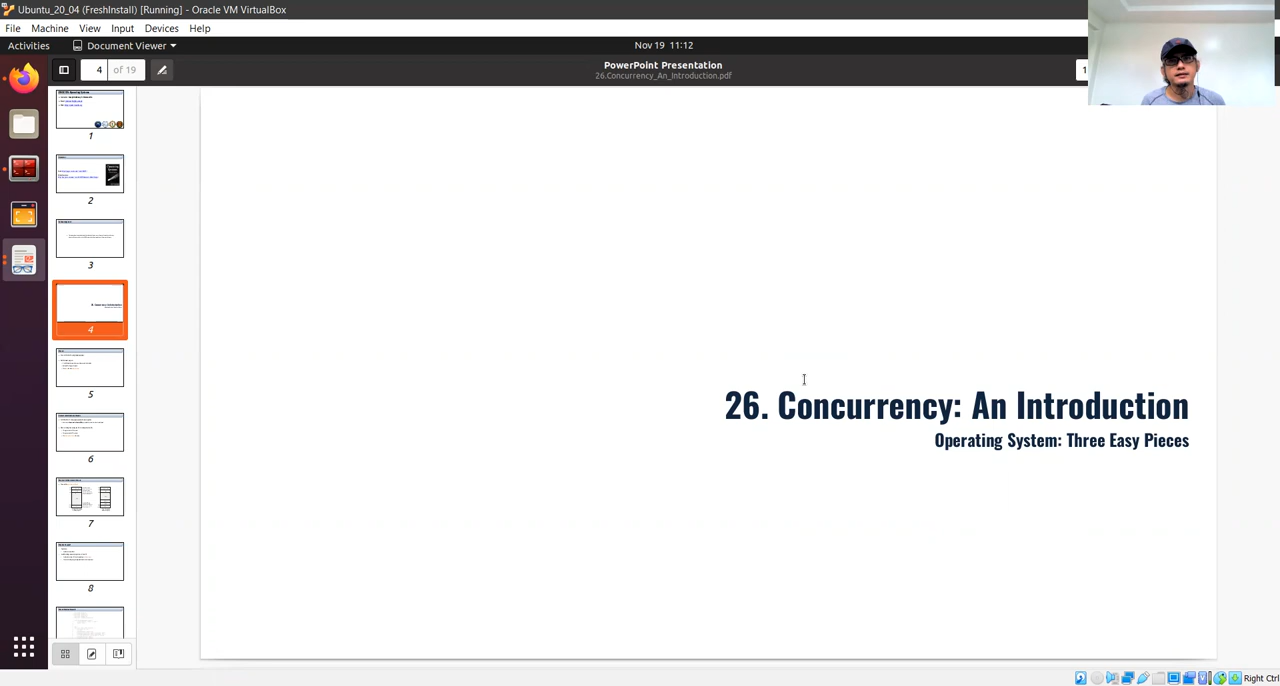 Ubuntu_20_04 (FreshInstall) [Running] - Oracle VM VirtualBox
File Machine View Input Devices Help
Activities Document Viewer Nov 19 11:12
4 of 19
PowerPoint Presentation
26.Concurrency_An_Introduction.pdf
1
1
2
3
4
5
6
7
8
26. Concurrency: An Introduction
Operating System: Three Easy Pieces
Right Ctrl